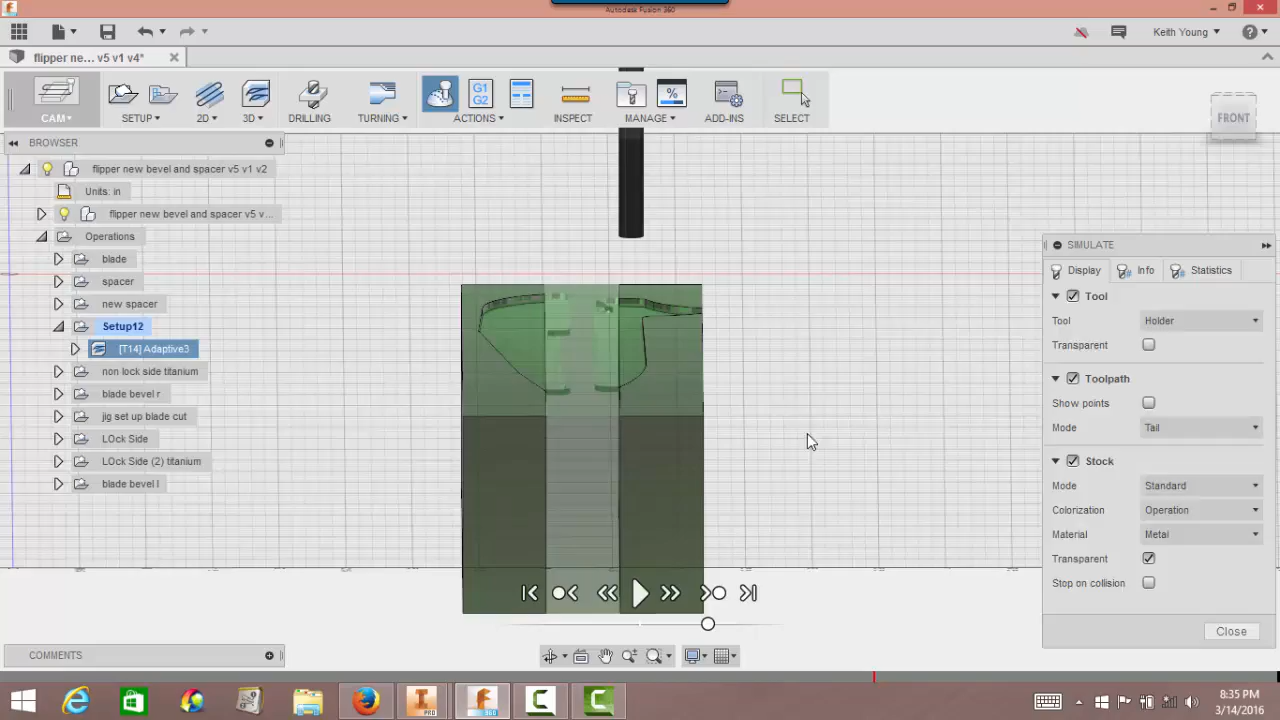 Autodesk Fusion 360
Keith Young
flipper ne... v5 v1 v4*
G1
G2
%
CAM
SETUP
2D
3D
DRILLING
TURNING
ACTIONS
INSPECT
MANAGE
ADD-INS
SELECT
FRONT
BROWSER
flipper new bevel and spacer v5 v1 v2
Units: in
flipper new bevel and spacer v5 v...
Operations
blade
spacer
new spacer
Setup12
[T14] Adaptive3
non lock side titanium
blade bevel r
jig set up blade cut
LOck Side
LOck Side (2) titanium
blade bevel l
SIMULATE
Display
Info
Statistics
Tool
Tool Holder
Transparent
Toolpath
Show points
Mode Tail
Stock
Mode Standard
Colorization Operation
Material Metal
Transparent
Stop on collision
Close
COMMENTS
PRO
360
8:35 PM
3/14/2016